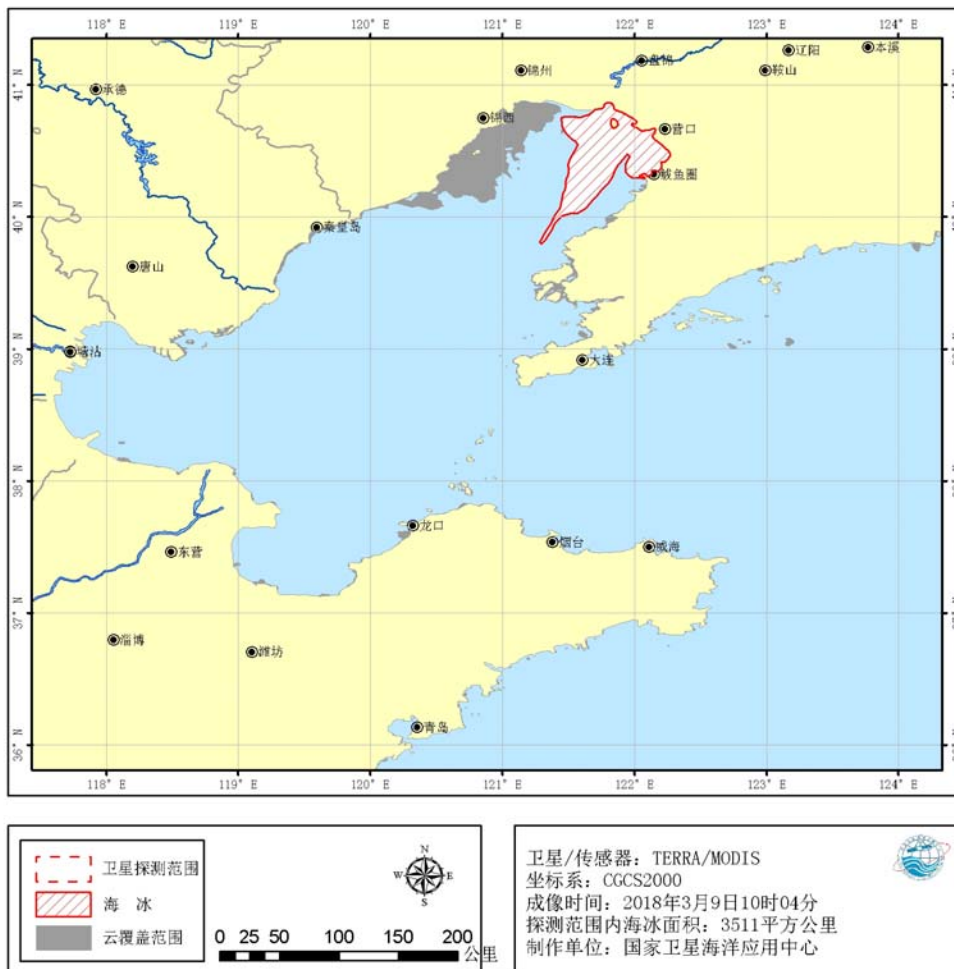 118° E 119° E 120° E 121° E 122° E 123° E 124° E
辽阳
本溪
盘锦
锦州
鞍山
41° N
承德
锦西
营口
鲅鱼圈
40° N
秦皇岛
唐山
39° N
塘沽
大连
38° N
龙口
烟台
威海
东营
37° N
淄博
潍坊
青岛
36° N
118° E 119° E 120° E 121° E 122° E 123° E 124° E
卫星探测范围
海 冰
云覆盖范围
N
W E
S
0 25 50 100 150 200
公里
卫星/传感器: TERRA/MODIS
坐标系: CGCS2000
成像时间: 2018年3月9日10时04分
探测范围内海冰面积: 3511平方公里
制作单位: 国家卫星海洋应用中心